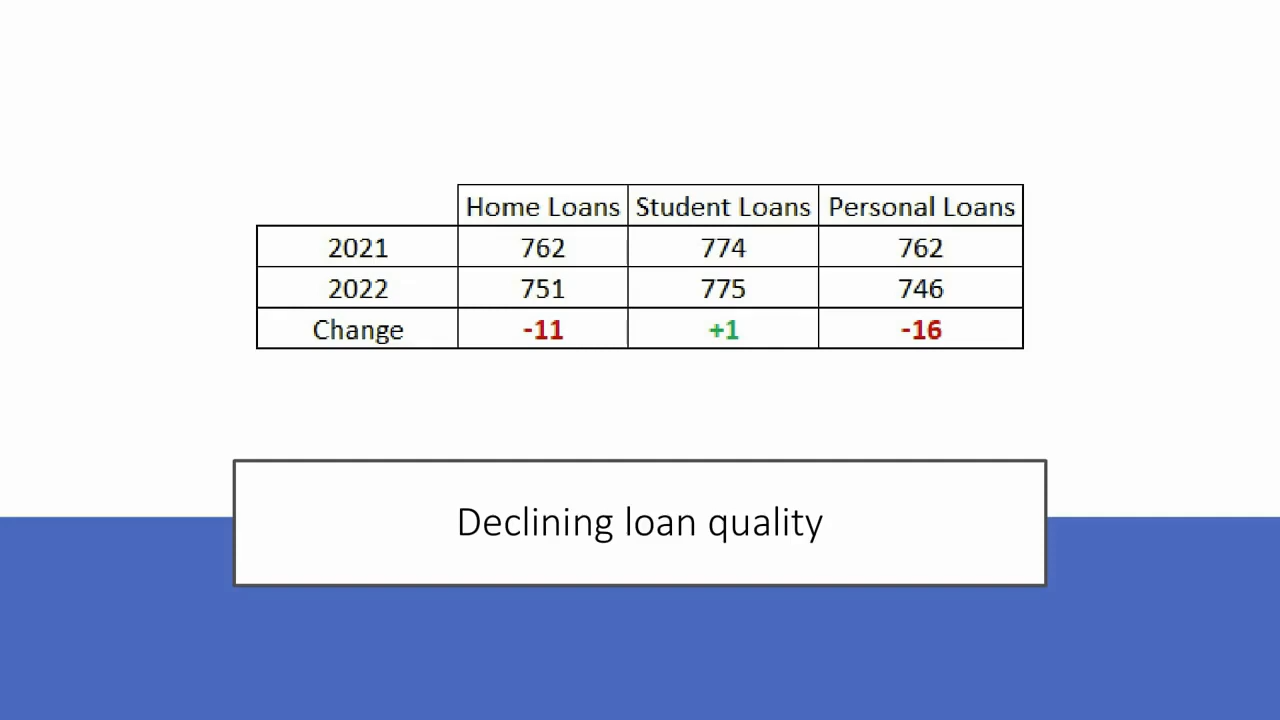 Home Loans Student Loans Personal Loans
2021 762 774 762
2022 751 775 746
Change -11 +1 -16
Declining loan quality